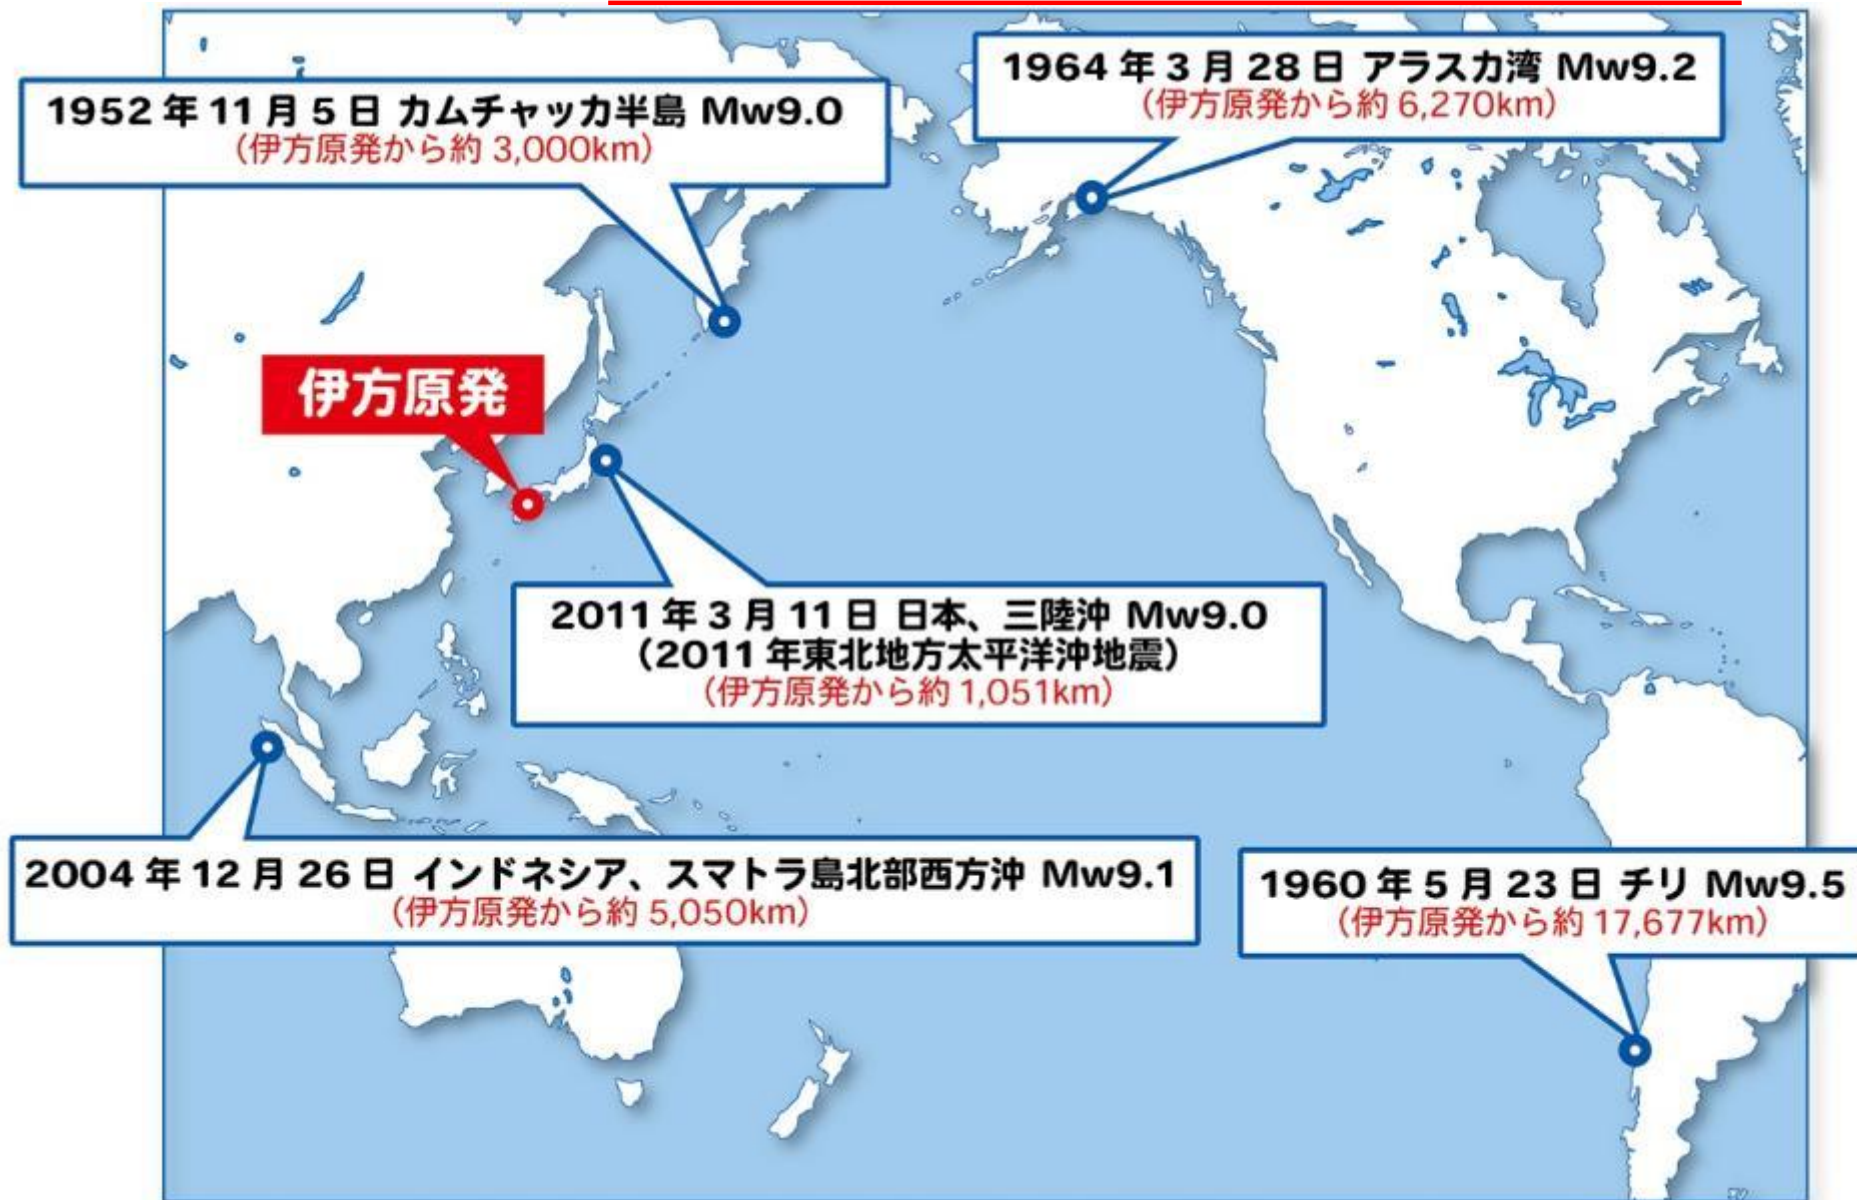 1952 年 11 月 5 日 カムチャッカ半島 Mw9.0
(伊方原発から約 3,000km)
1964 年 3 月 28 日 アラスカ湾 Mw9.2
(伊方原発から約 6,270km)
伊方原発
2011 年 3 月 11 日 日本、三陸沖 Mw9.0
(2011 年東北地方太平洋沖地震)
(伊方原発から約 1,051km)
2004 年 12 月 26 日 インドネシア、スマトラ島北部西方沖 Mw9.1
(伊方原発から約 5,050km)
1960 年 5 月 23 日 チリ Mw9.5
(伊方原発から約 17,677km)